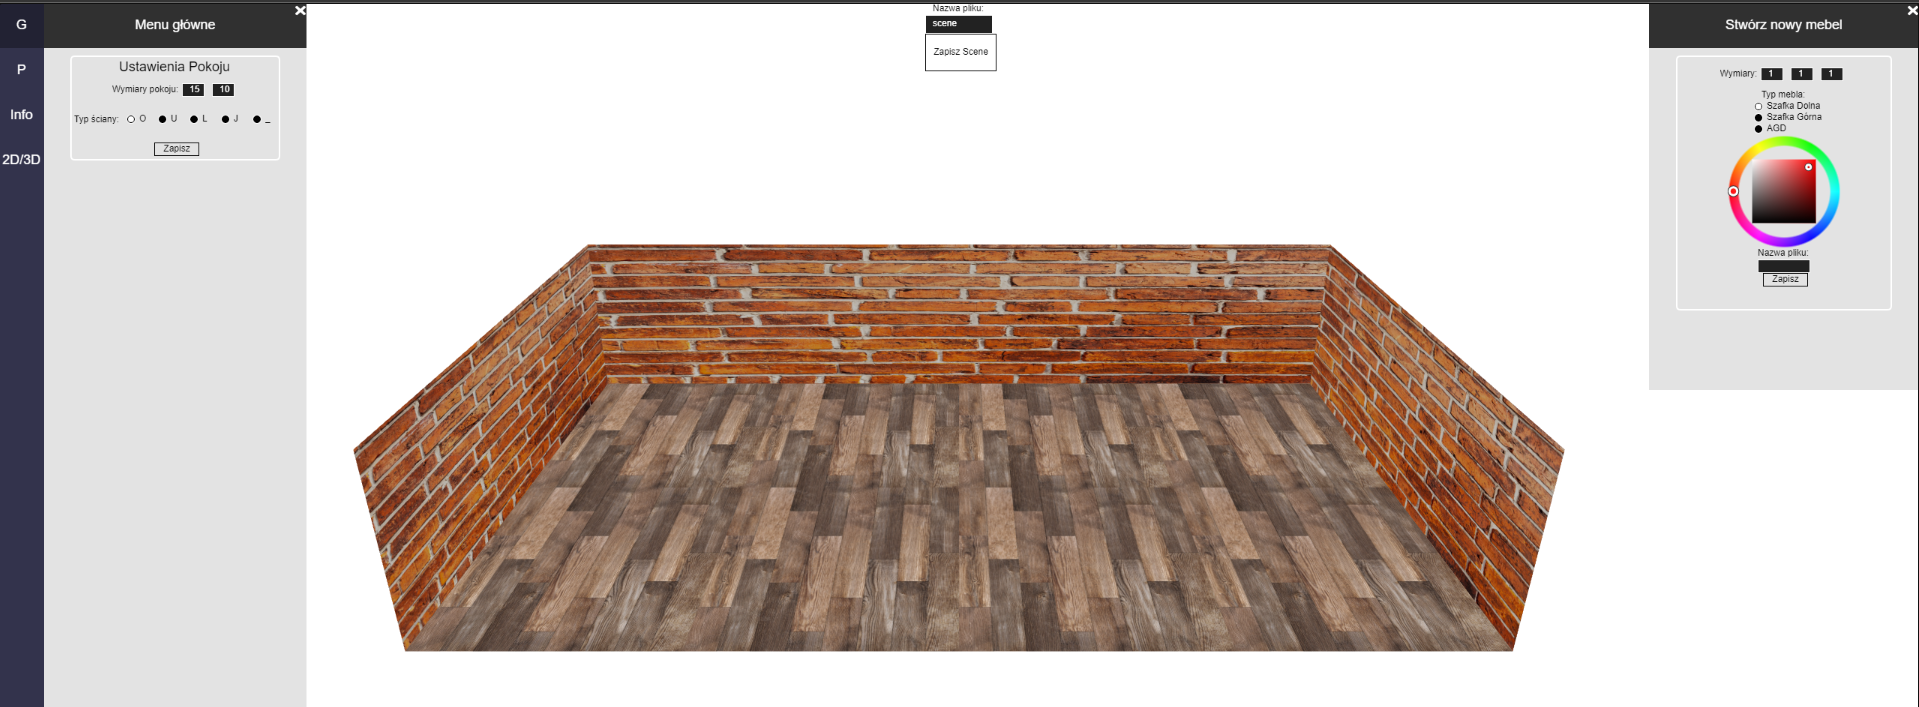 G
P
Info
2D/3D
Menu główne
Ustawienia Pokoju
Wymiary pokoju: 15 10
Typ ściany: O U L J _
Zapisz
Nazwa pliku:
scene
Zapisz Scene
Stwórz nowy mebel
Wymiary: 1 1 1
Typ mebla:
Szafka Dolna
Szafka Górna
AGD
Nazwa pliku:
Zapisz